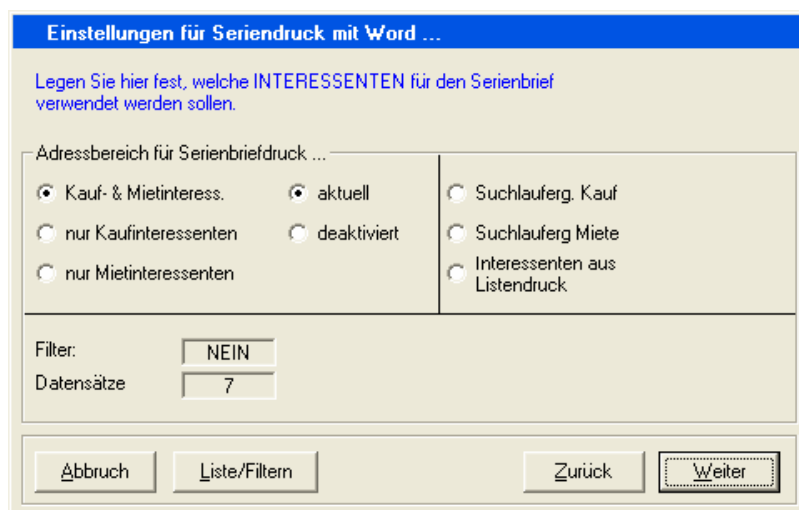 Einstellungen für Seriendruck mit Word ...
Legen Sie hier fest, welche INTERESSENTEN für den Serienbrief
verwendet werden sollen.
Adressbereich für Serienbriefdruck ...
Kauf- & Mietinteress.
aktuell
Suchlauferg. Kauf
nur Kaufinteressenten
deaktiviert
Suchlauferg Miete
nur Mietinteressenten
Interessenten aus
Listendruck
Filter:
NEIN
Datensätze
7
Abbruch
Liste/Filtern
Zurück
Weiter